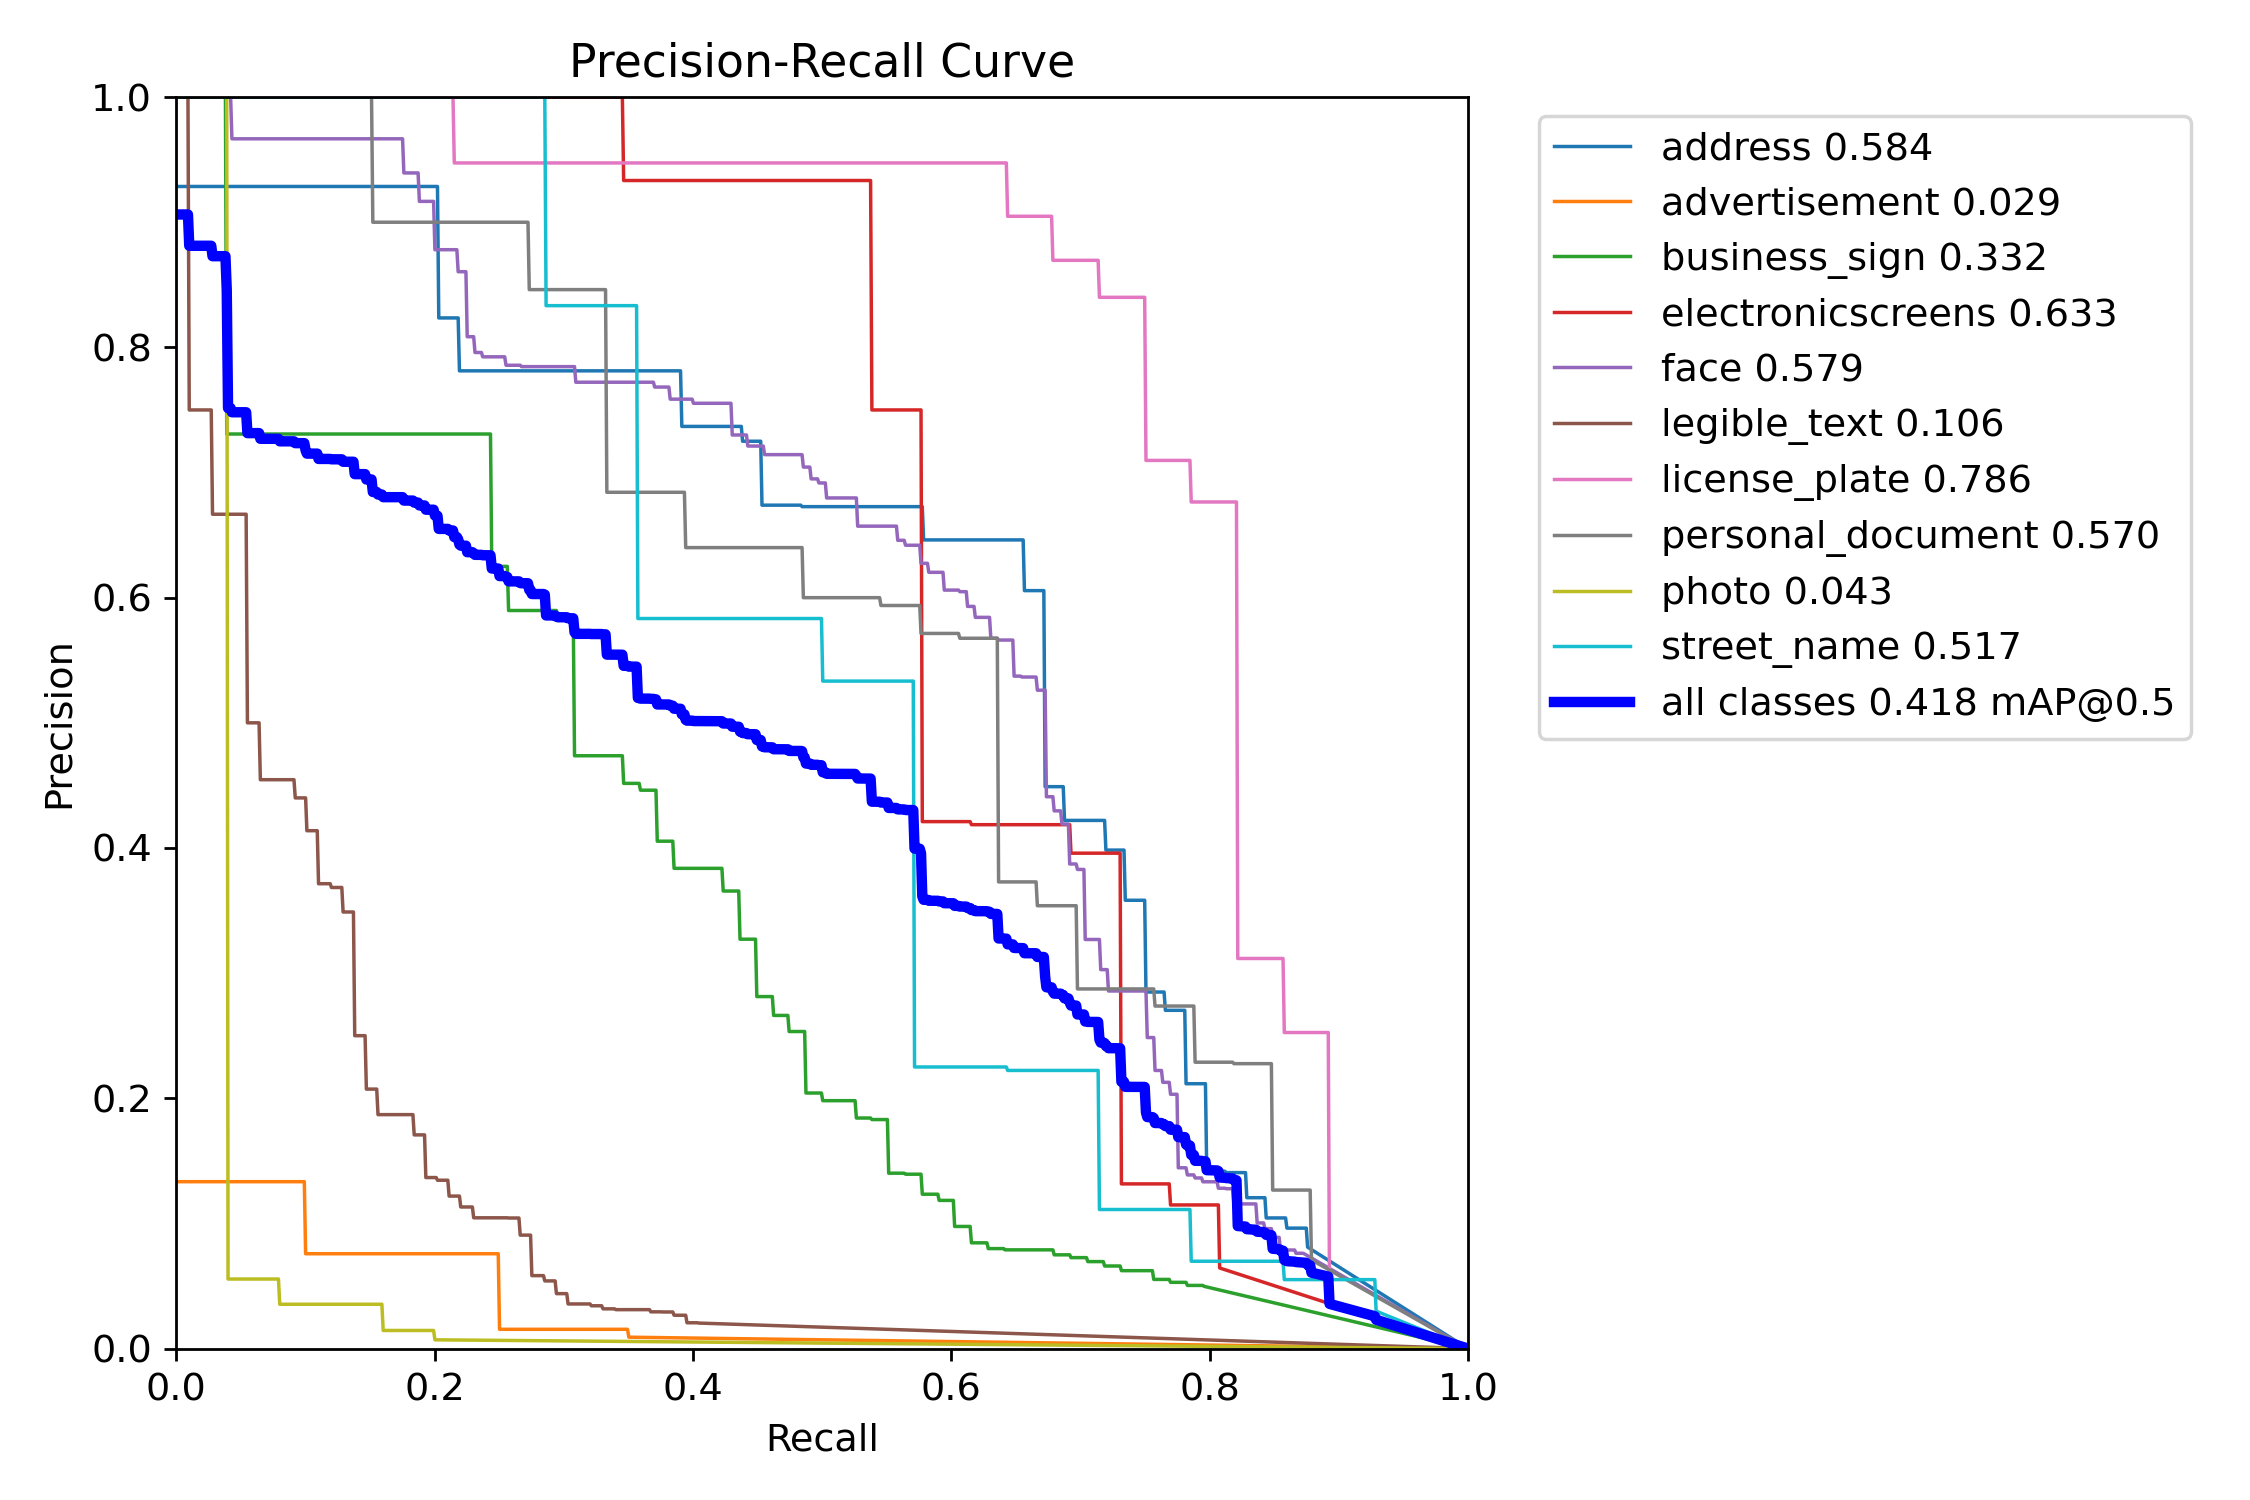 Precision-Recall Curve
1.0
0.8
0.6
0.4
0.2
0.0
Precision
0.0 0.2 0.4 0.6 0.8 1.0
Recall
address 0.584
advertisement 0.029
business_sign 0.332
electronicscreens 0.633
face 0.579
legible_text 0.106
license_plate 0.786
personal_document 0.570
photo 0.043
street_name 0.517
all classes 0.418 mAP@0.5